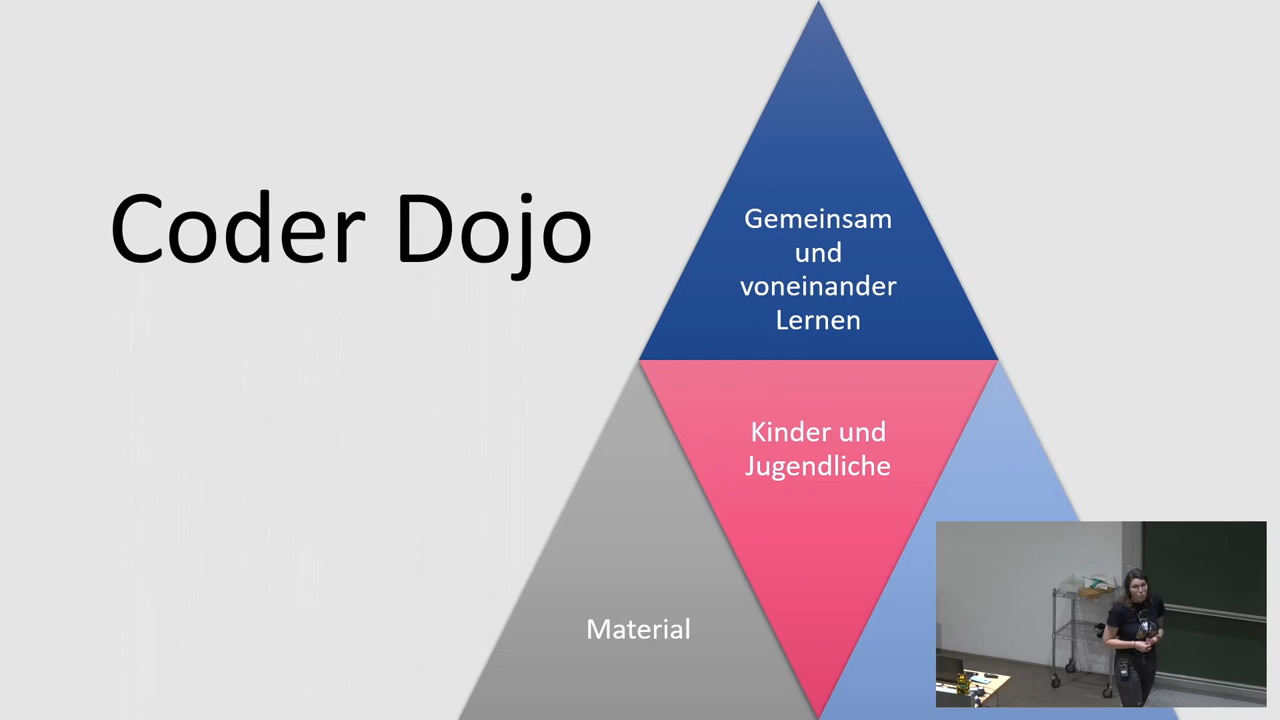 Coder Dojo
Gemeinsam
und
voneinander
Lernen
Kinder und
Jugendliche
Material